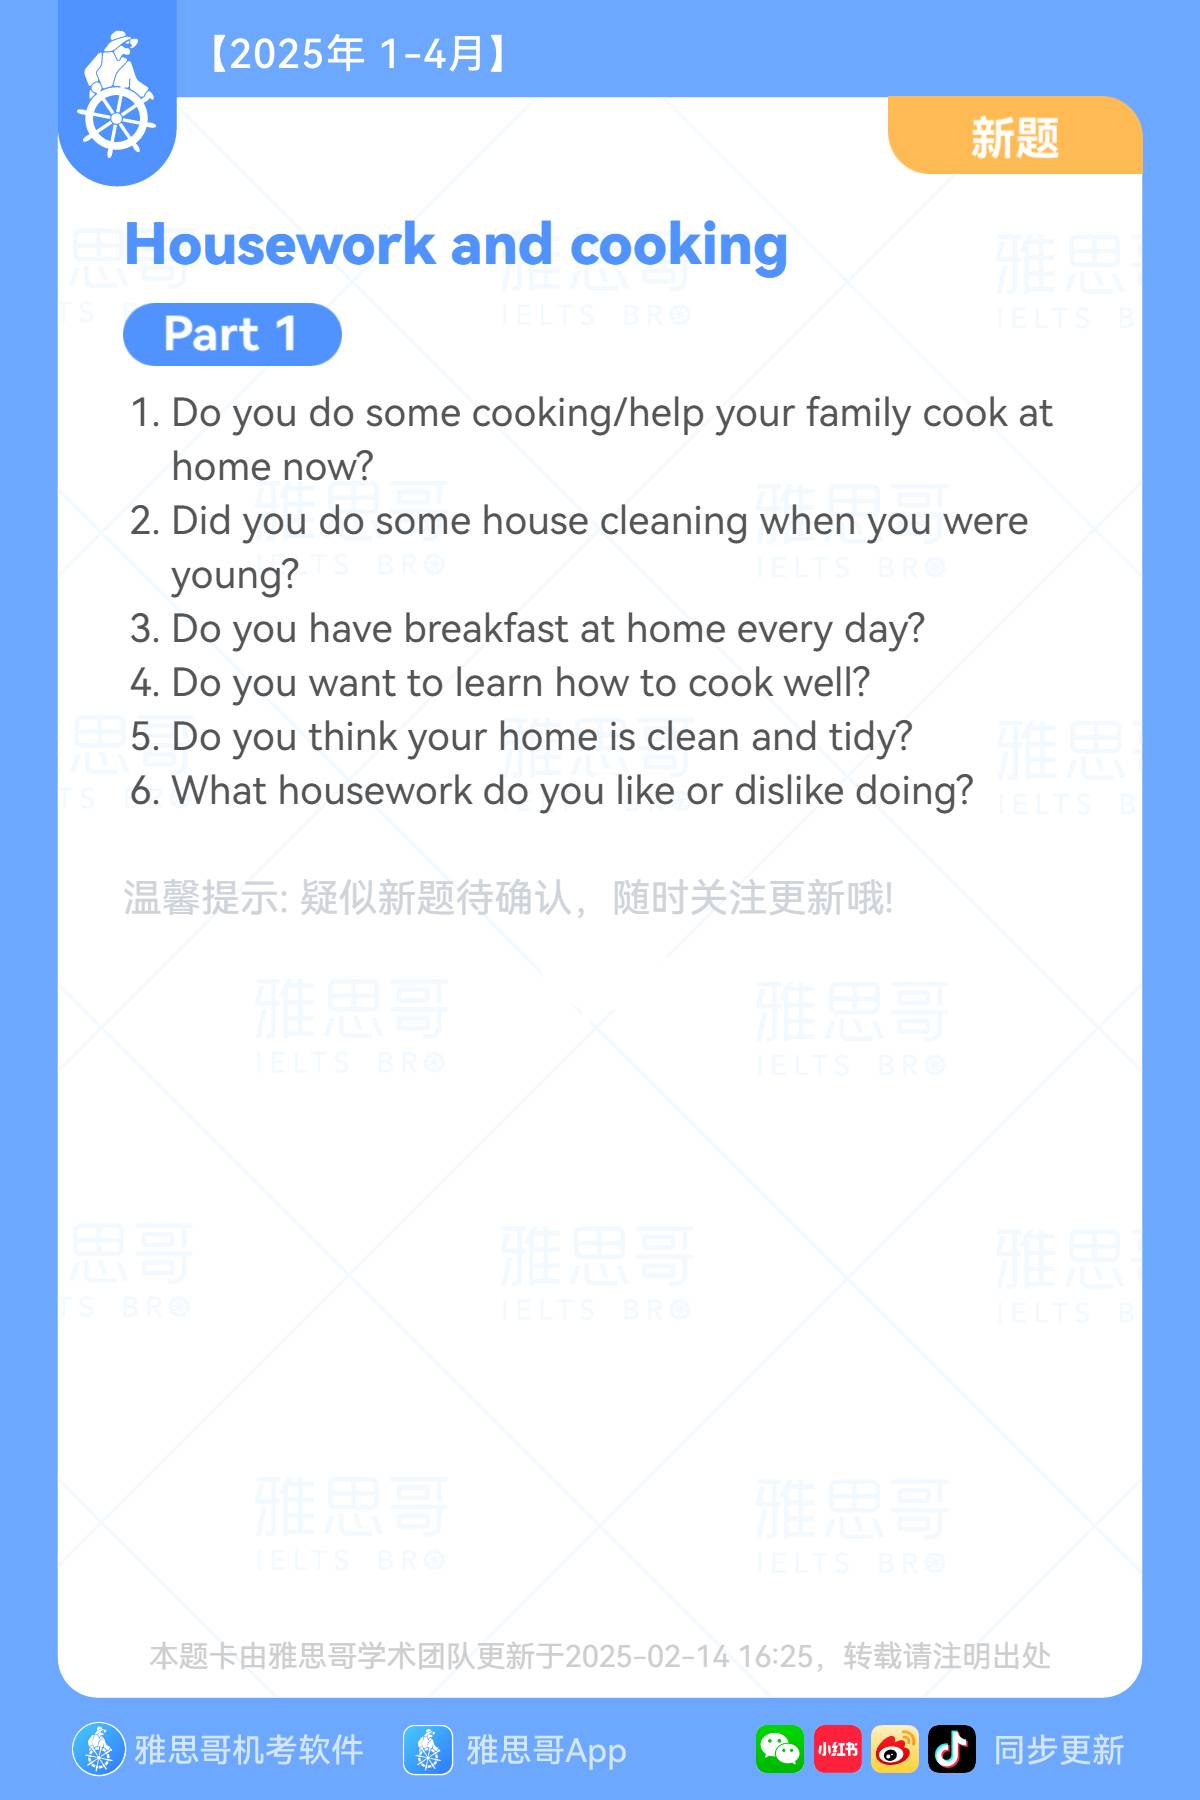 【2025年 1-4月】
新题
Housework and cooking
Part 1
1. Do you do some cooking/help your family cook at
home now?
2. Did you do some house cleaning when you were
young?
3. Do you have breakfast at home every day?
4. Do you want to learn how to cook well?
5. Do you think your home is clean and tidy?
6. What housework do you like or dislike doing?
温馨提示: 疑似新题待确认，随时关注更新哦!
雅思哥
IELTS BRO
本题卡由雅思哥学术团队更新于2025-02-14 16:25，转载请注明出处
雅思哥机考软件 雅思哥App 小红书 同步更新